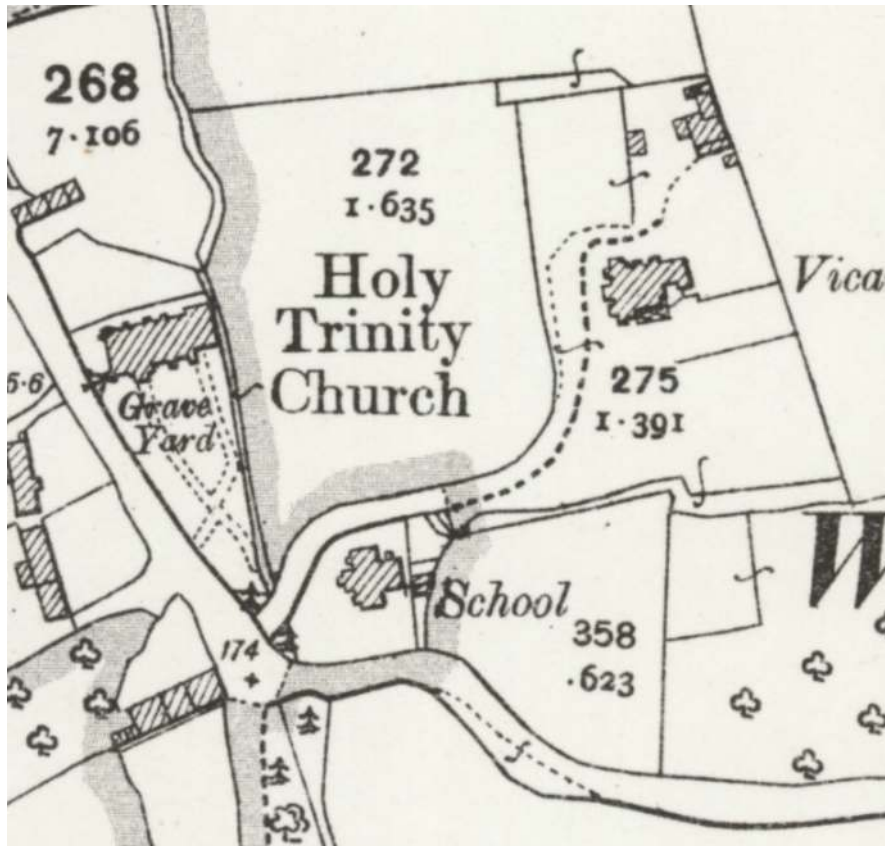 268
7·106
272
1·635
Holy
Trinity
Church
Vica
275
1·391
Grave
Yard
School
358
·623
174
W